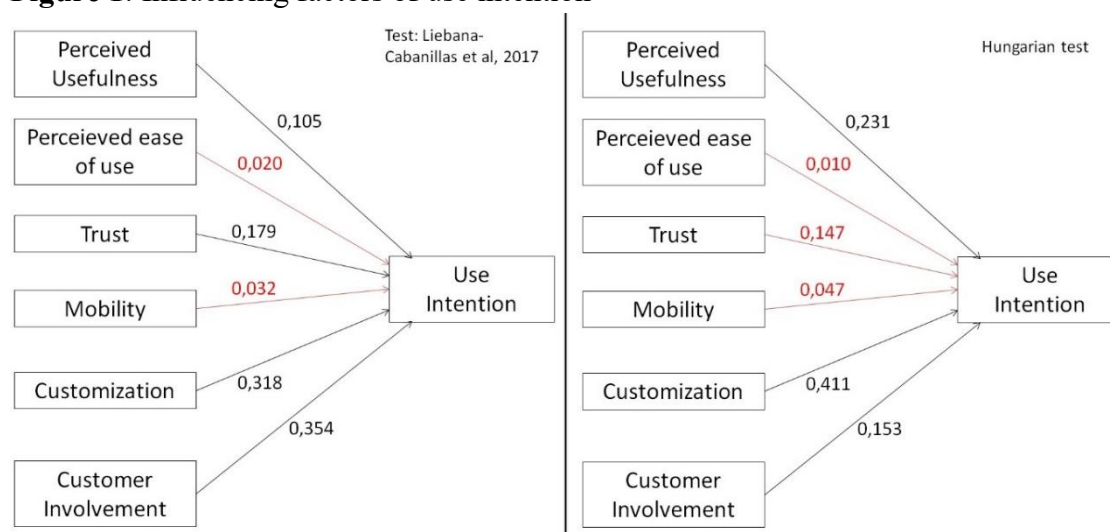 Figure 1: Influencing factors of use intention
Test: Liebana-
Cabanillas et al, 2017
Perceived
Usefulness
0,105
Perceieved ease
of use
0,020
Trust
0,179
Mobility
0,032
Customization
0,318
Customer
Involvement
0,354
Use
Intention
Hungarian test
Perceived
Usefulness
0,231
Perceieved ease
of use
0,010
Trust
0,147
Mobility
0,047
Customization
0,411
Customer
Involvement
0,153
Use
Intention